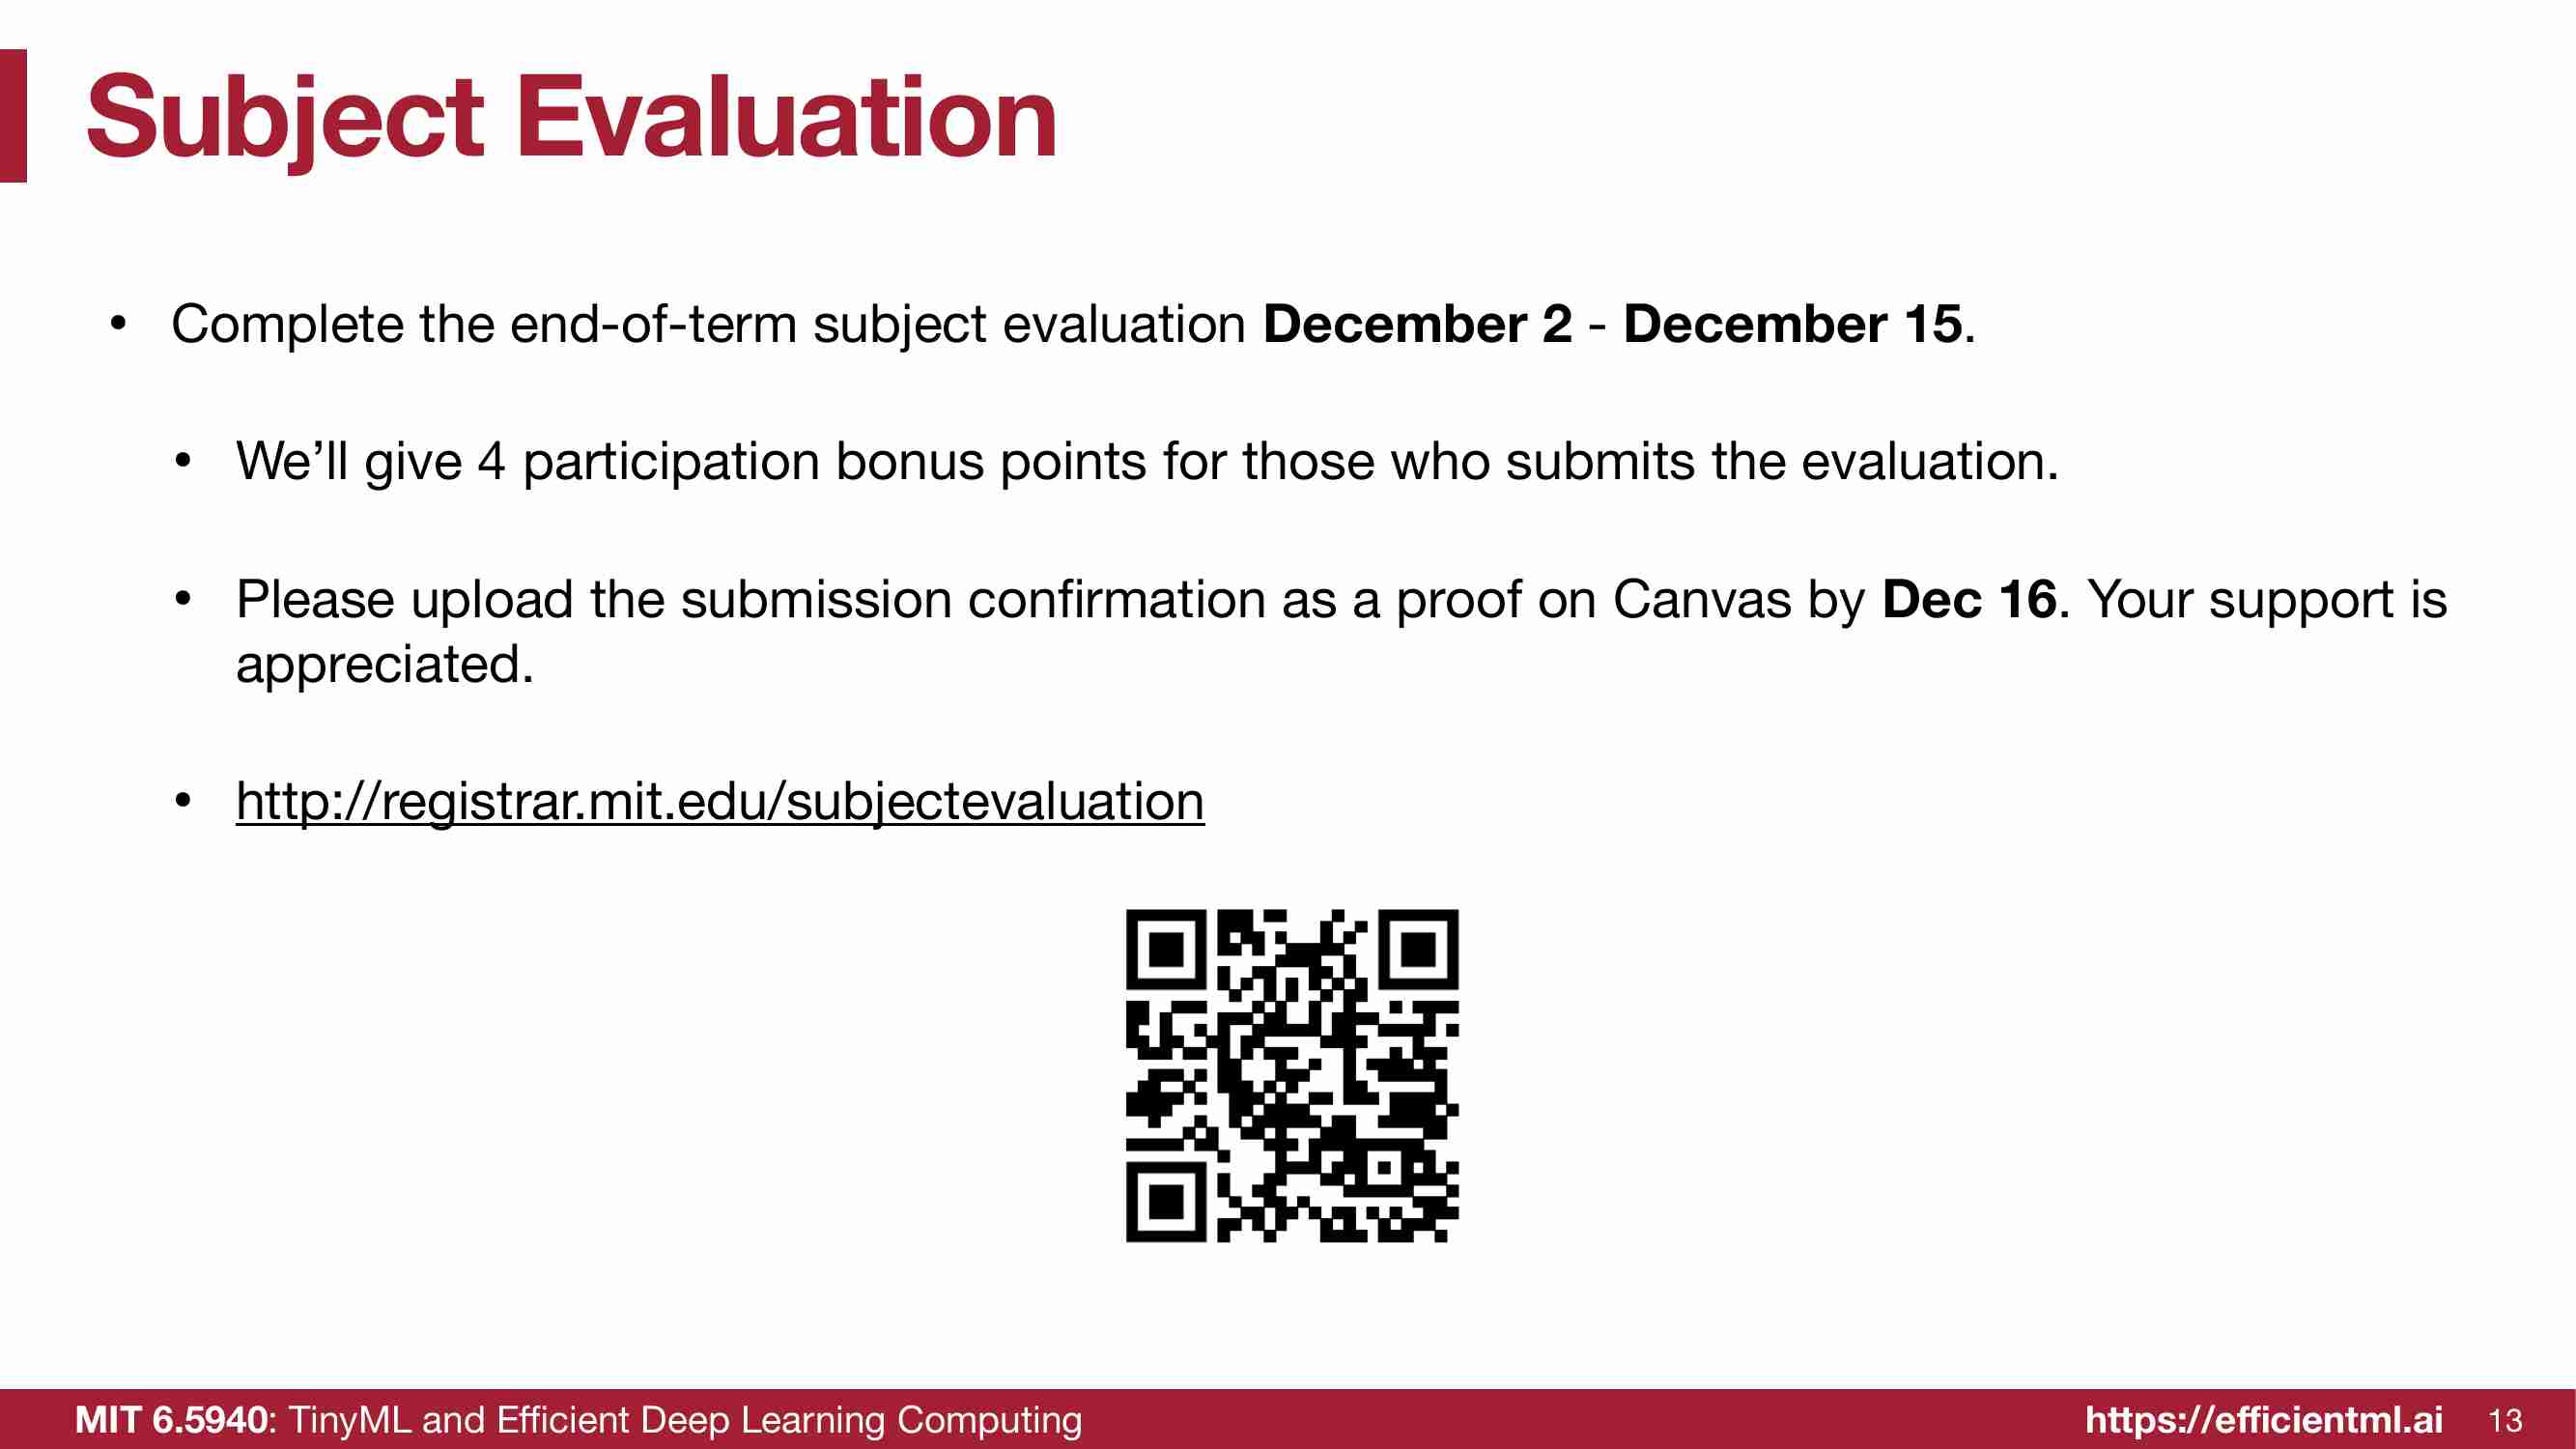 Subject Evaluation
• Complete the end-of-term subject evaluation December 2 - December 15.
• We’ll give 4 participation bonus points for those who submits the evaluation.
• Please upload the submission confirmation as a proof on Canvas by Dec 16. Your support is
appreciated.
• http://registrar.mit.edu/subjectevaluation
MIT 6.5940: TinyML and Efficient Deep Learning Computing
https://efficientml.ai 13